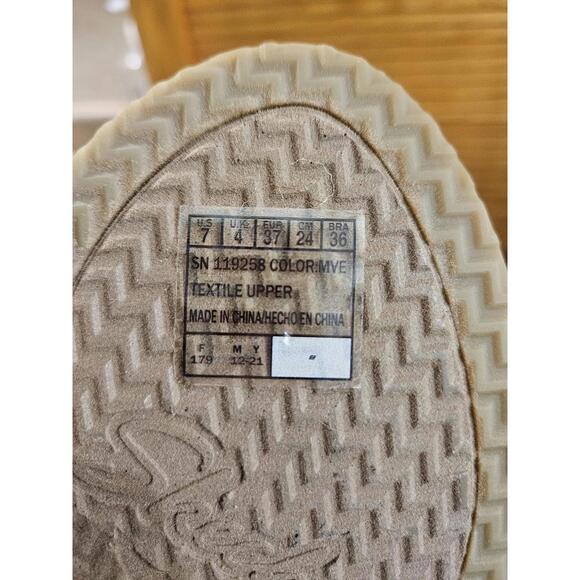 U.S. U.K. EUR CM BRA
7 4 37 24 36
SN 119258 COLOR:MVE
TEXTILE UPPER
MADE IN CHINA/HECHO EN CHINA
F M Y
179 12-21